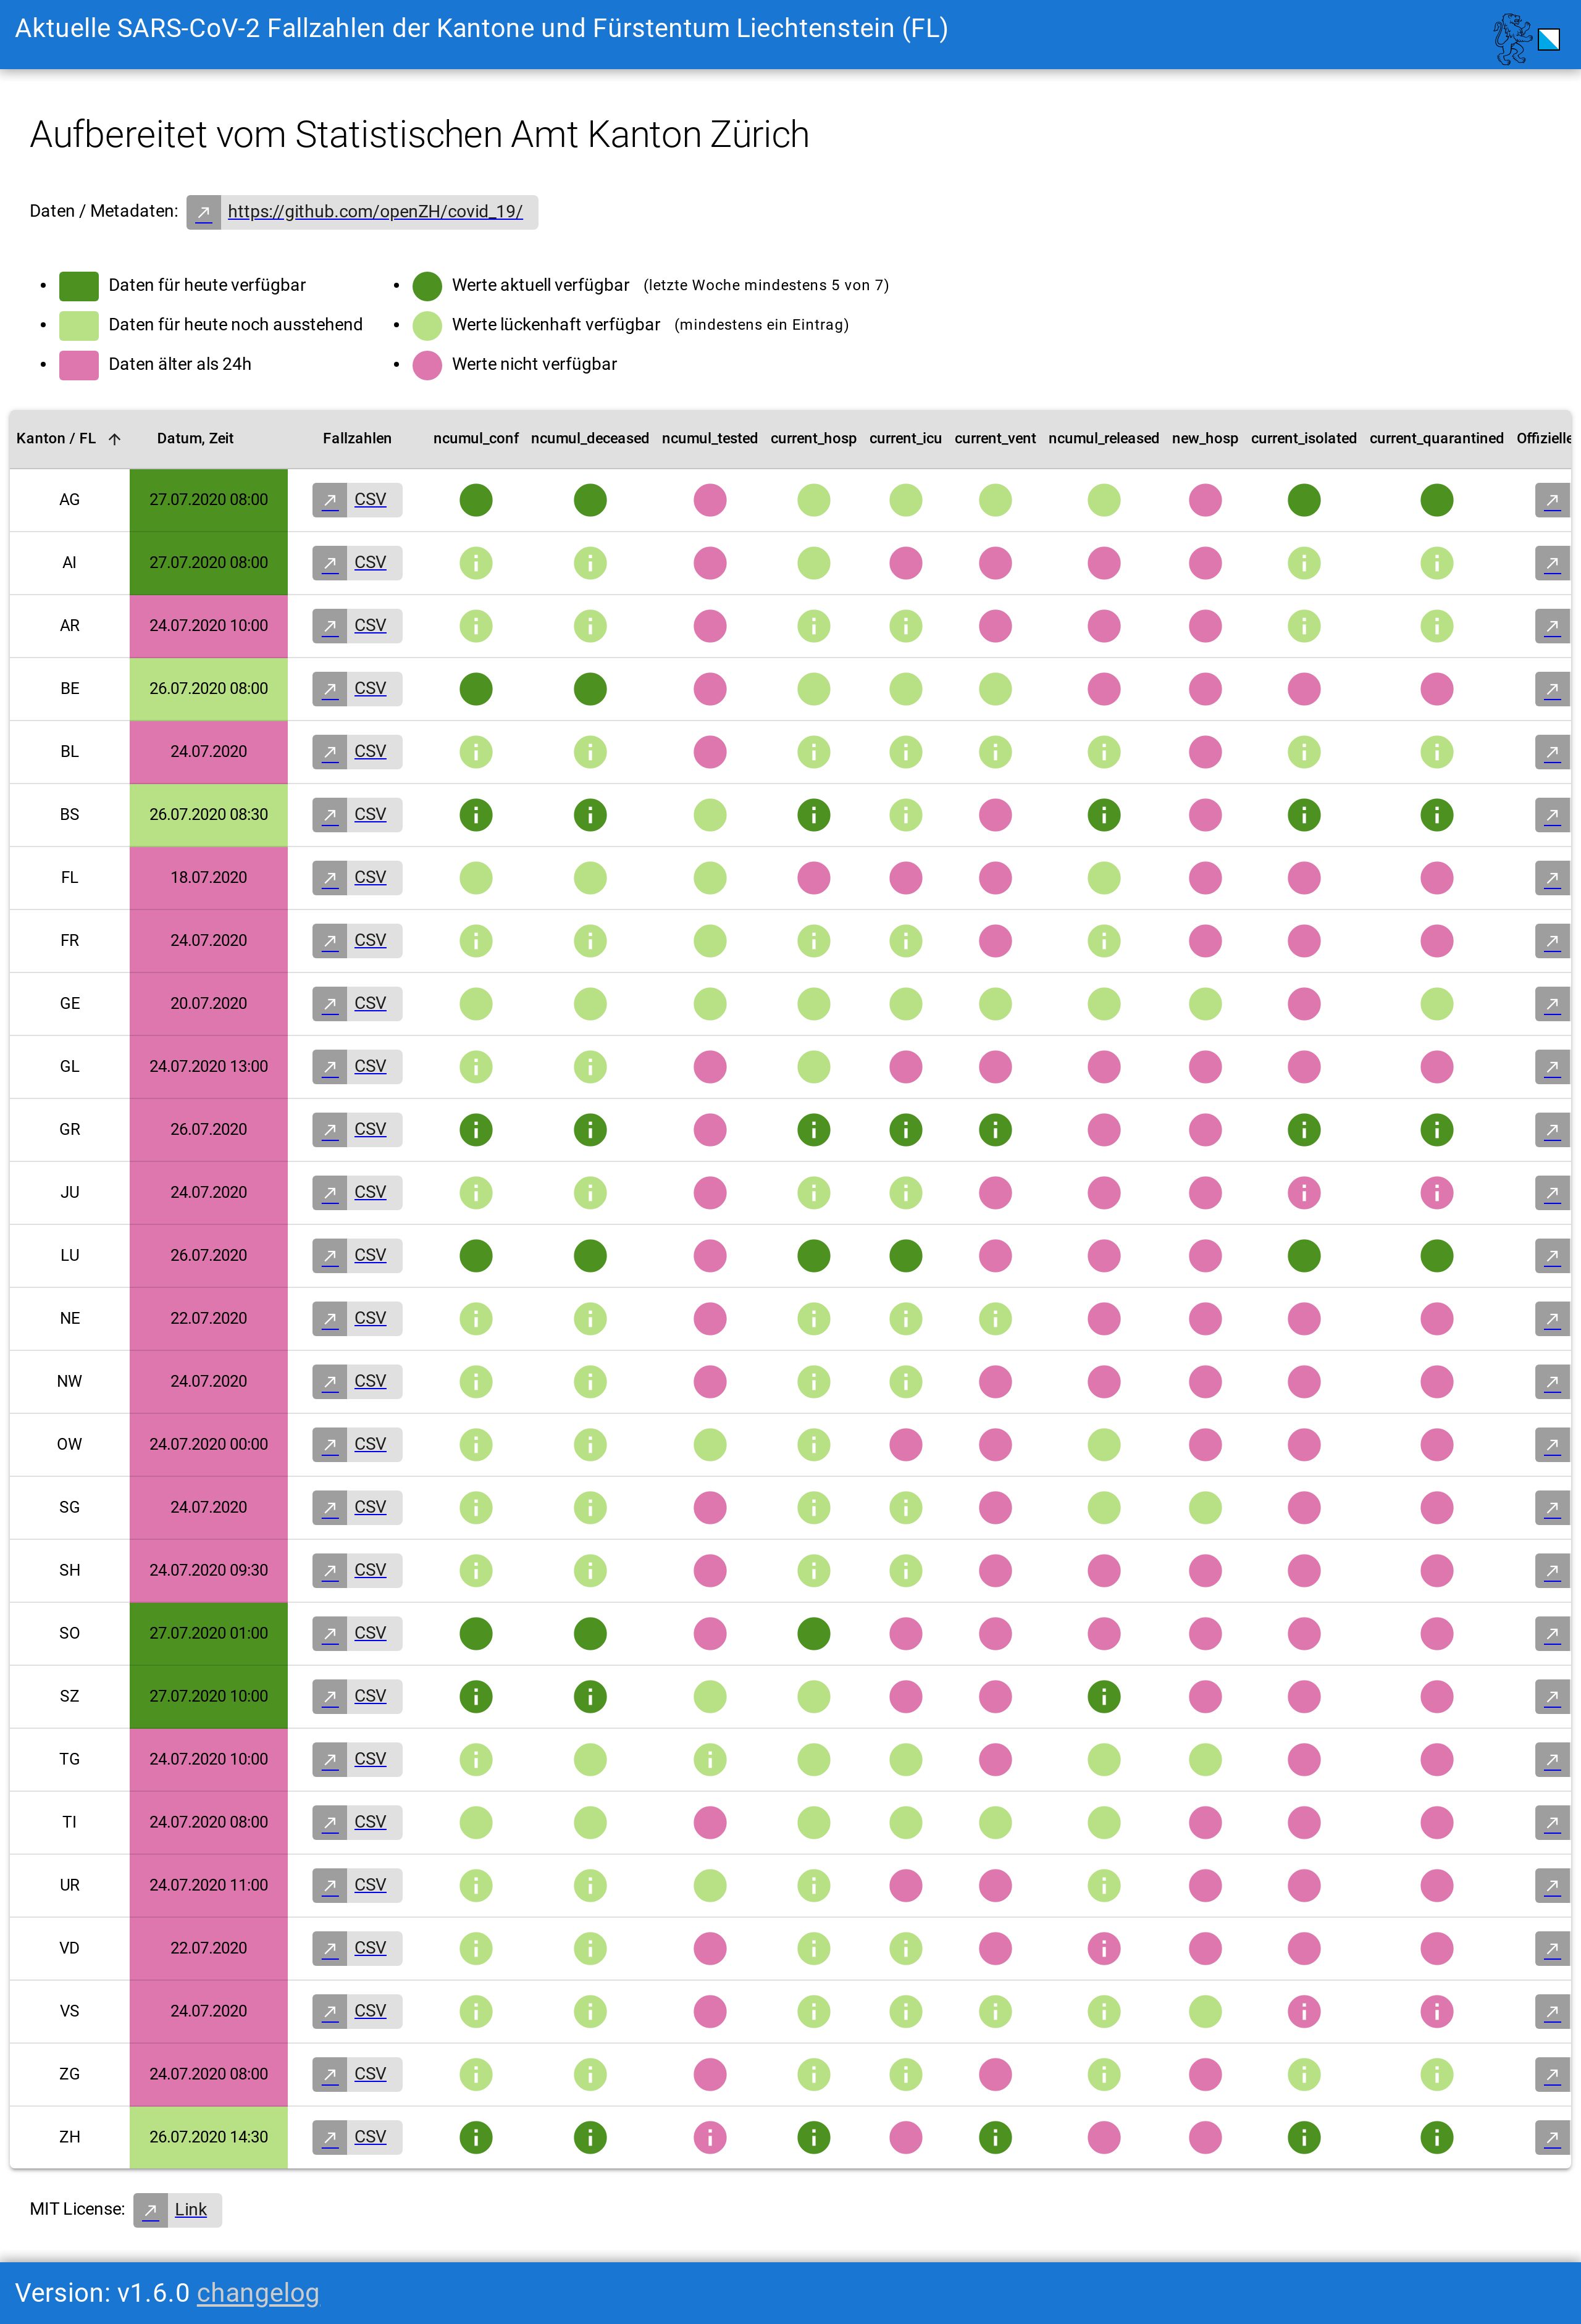 Aktuelle SARS-CoV-2 Fallzahlen der Kantone und Fürstentum Liechtenstein (FL)
Aufbereitet vom Statistischen Amt Kanton Zürich
Daten / Metadaten: https://github.com/openZH/covid_19/
Daten für heute verfügbar
Daten für heute noch ausstehend
Daten älter als 24h
Werte aktuell verfügbar (letzte Woche mindestens 5 von 7)
Werte lückenhaft verfügbar (mindestens ein Eintrag)
Werte nicht verfügbar
Kanton / FL Datum, Zeit Fallzahlen ncumul_conf ncumul_deceased ncumul_tested current_hosp current_icu current_vent ncumul_released new_hosp current_isolated current_quarantined Offizielle
AG 27.07.2020 08:00 CSV
AI 27.07.2020 08:00 CSV
AR 24.07.2020 10:00 CSV
BE 26.07.2020 08:00 CSV
BL 24.07.2020 CSV
BS 26.07.2020 08:30 CSV
FL 18.07.2020 CSV
FR 24.07.2020 CSV
GE 20.07.2020 CSV
GL 24.07.2020 13:00 CSV
GR 26.07.2020 CSV
JU 24.07.2020 CSV
LU 26.07.2020 CSV
NE 22.07.2020 CSV
NW 24.07.2020 CSV
OW 24.07.2020 00:00 CSV
SG 24.07.2020 CSV
SH 24.07.2020 09:30 CSV
SO 27.07.2020 01:00 CSV
SZ 27.07.2020 10:00 CSV
TG 24.07.2020 10:00 CSV
TI 24.07.2020 08:00 CSV
UR 24.07.2020 11:00 CSV
VD 22.07.2020 CSV
VS 24.07.2020 CSV
ZG 24.07.2020 08:00 CSV
ZH 26.07.2020 14:30 CSV
MIT License: Link
Version: v1.6.0 changelog